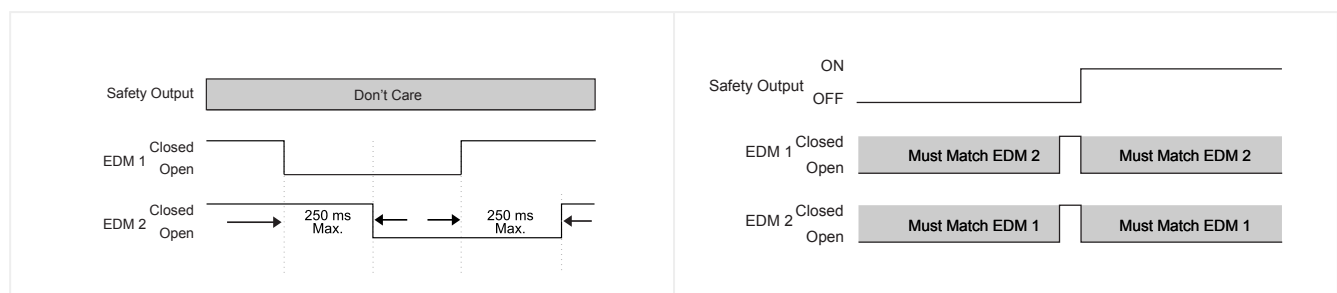 Safety Output
Don't Care
EDM 1
Closed
Open
EDM 2
Closed
Open
250 ms
Max.
250 ms
Max.
Safety Output
ON
OFF
EDM 1
Closed
Open
Must Match EDM 2
Must Match EDM 2
EDM 2
Closed
Open
Must Match EDM 1
Must Match EDM 1